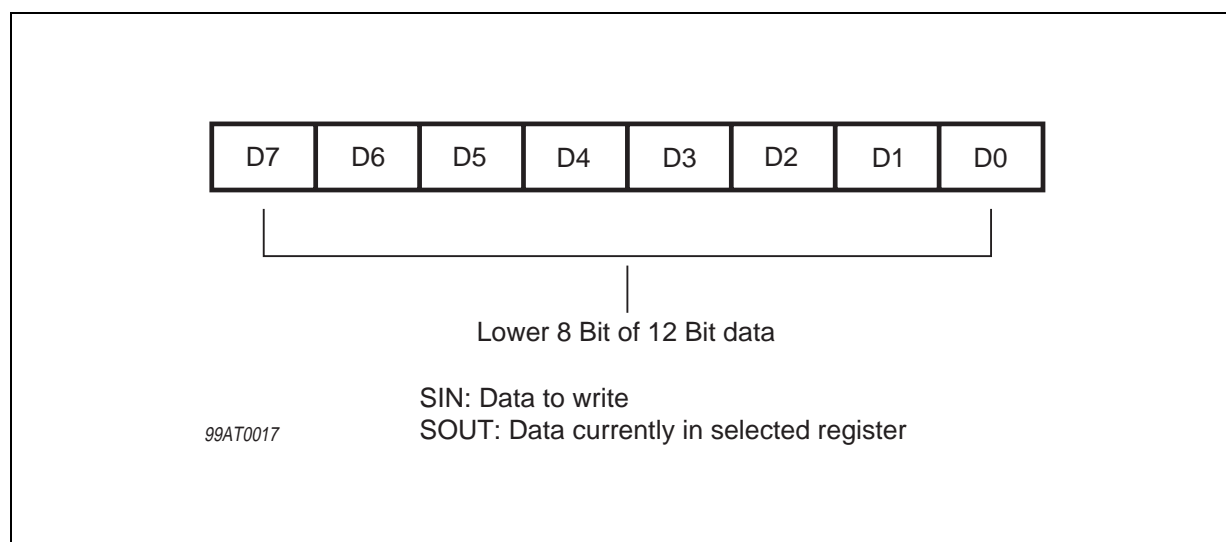 D7 D6 D5 D4 D3 D2 D1 D0
Lower 8 Bit of 12 Bit data
SIN: Data to write
SOUT: Data currently in selected register
99AT0017